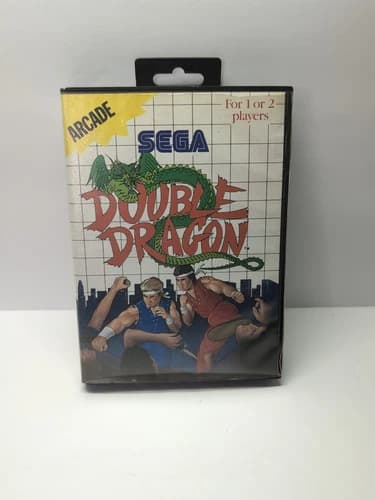 ARCADE
For 1 or 2
players
SEGA
DOUBLE
DRAGON